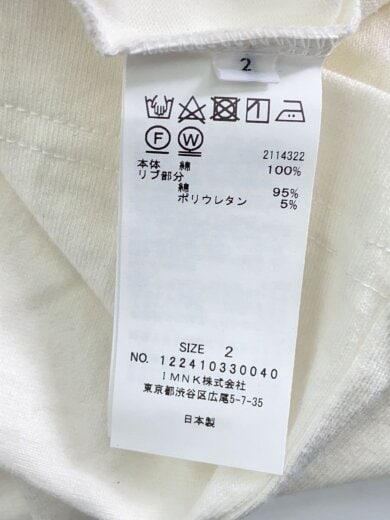 2
F W
2114322
本体 綿 100%
リブ部分
綿 95%
ポリウレタン 5%
SIZE 2
NO. 122410330040
IMNK株式会社
東京都渋谷区広尾5-7-35
日本製